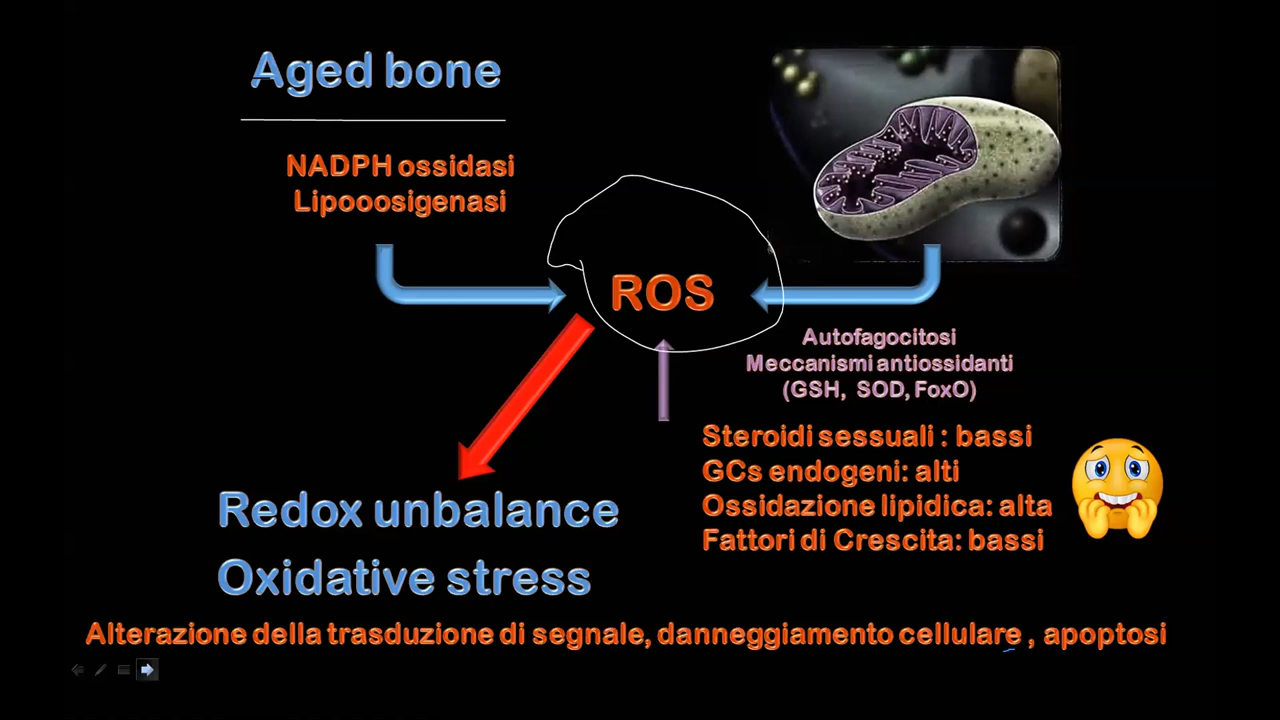 Aged bone
NADPH ossidasi
Lipooosigenasi
ROS
Autofagocitosi
Meccanismi antiossidanti
(GSH, SOD, FoxO)
Steroidi sessuali : bassi
GCs endogeni: alti
Ossidazione lipidica: alta
Fattori di Crescita: bassi
Redox unbalance
Oxidative stress
Alterazione della trasduzione di segnale, danneggiamento cellulare , apoptosi